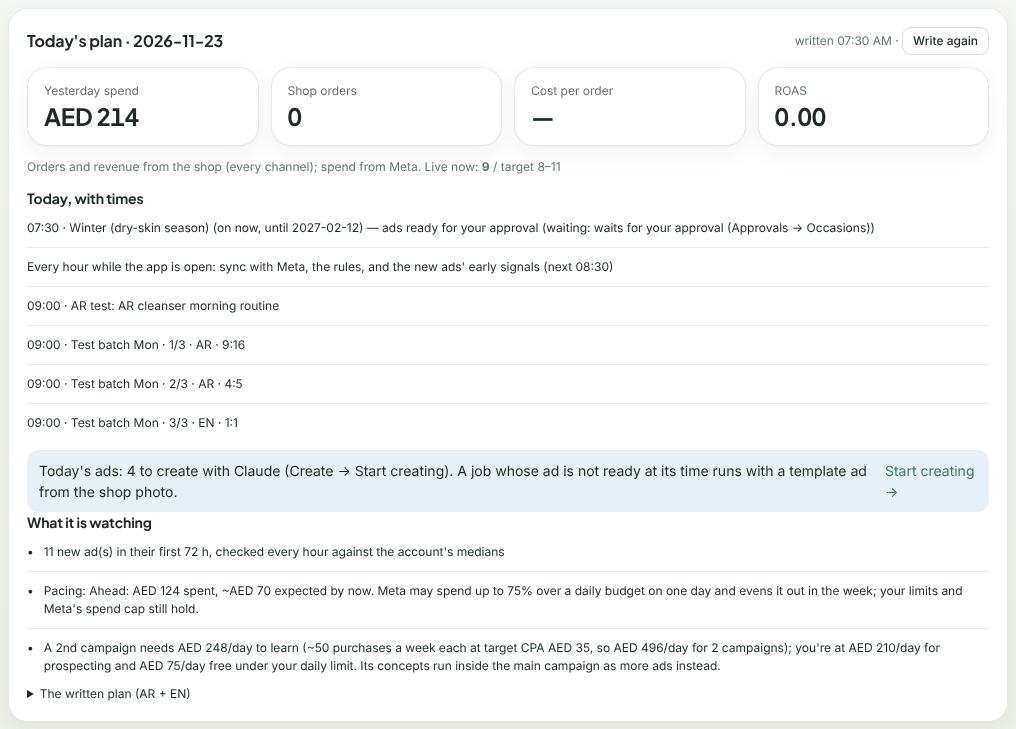 Today's plan · 2026-11-23
written 07:30 AM · Write again
Yesterday spend
AED 214
Shop orders
0
Cost per order
—
ROAS
0.00
Orders and revenue from the shop (every channel); spend from Meta. Live now: 9 / target 8–11
Today, with times
07:30 · Winter (dry-skin season) (on now, until 2027-02-12) — ads ready for your approval (waiting: waits for your approval (Approvals → Occasions))
Every hour while the app is open: sync with Meta, the rules, and the new ads' early signals (next 08:30)
09:00 · AR test: AR cleanser morning routine
09:00 · Test batch Mon · 1/3 · AR · 9:16
09:00 · Test batch Mon · 2/3 · AR · 4:5
09:00 · Test batch Mon · 3/3 · EN · 1:1
Today's ads: 4 to create with Claude (Create → Start creating). A job whose ad is not ready at its time runs with a template ad
from the shop photo.
Start creating
→
What it is watching
• 11 new ad(s) in their first 72 h, checked every hour against the account's medians
• Pacing: Ahead: AED 124 spent, ~AED 70 expected by now. Meta may spend up to 75% over a daily budget on one day and evens it out in the week; your limits and
Meta's spend cap still hold.
• A 2nd campaign needs AED 248/day to learn (~50 purchases a week each at target CPA AED 35, so AED 496/day for 2 campaigns); you're at AED 210/day for
prospecting and AED 75/day free under your daily limit. Its concepts run inside the main campaign as more ads instead.
▶ The written plan (AR + EN)